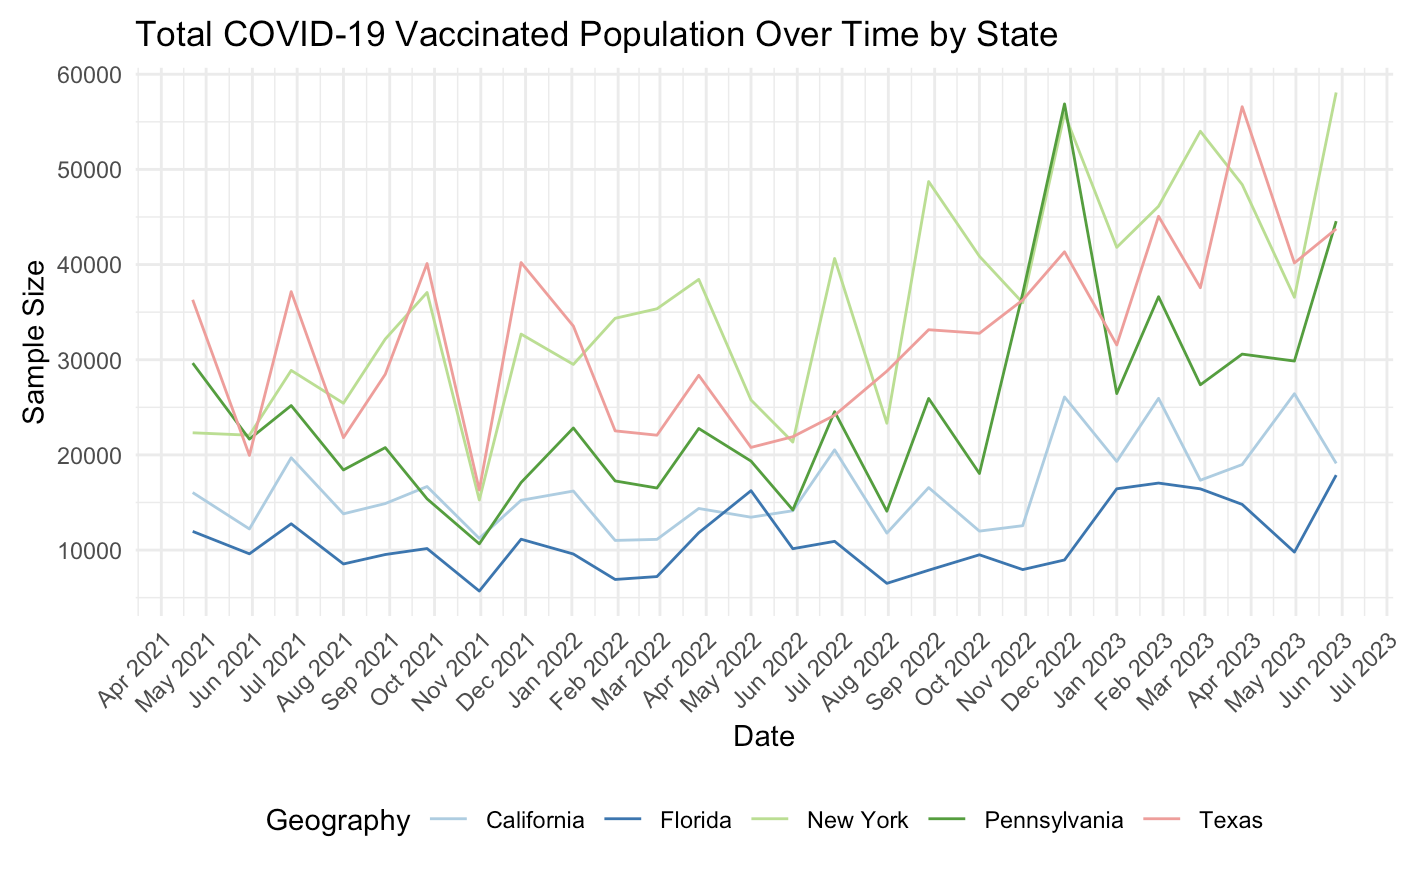 Total COVID-19 Vaccinated Population Over Time by State
60000
50000
40000
30000
20000
10000
Sample Size
Apr 2021
May 2021
Jun 2021
Jul 2021
Aug 2021
Sep 2021
Oct 2021
Nov 2021
Dec 2021
Jan 2022
Feb 2022
Mar 2022
Apr 2022
May 2022
Jun 2022
Jul 2022
Aug 2022
Sep 2022
Oct 2022
Nov 2022
Dec 2022
Jan 2023
Feb 2023
Mar 2023
Apr 2023
May 2023
Jun 2023
Jul 2023
Date
Geography California Florida New York Pennsylvania Texas